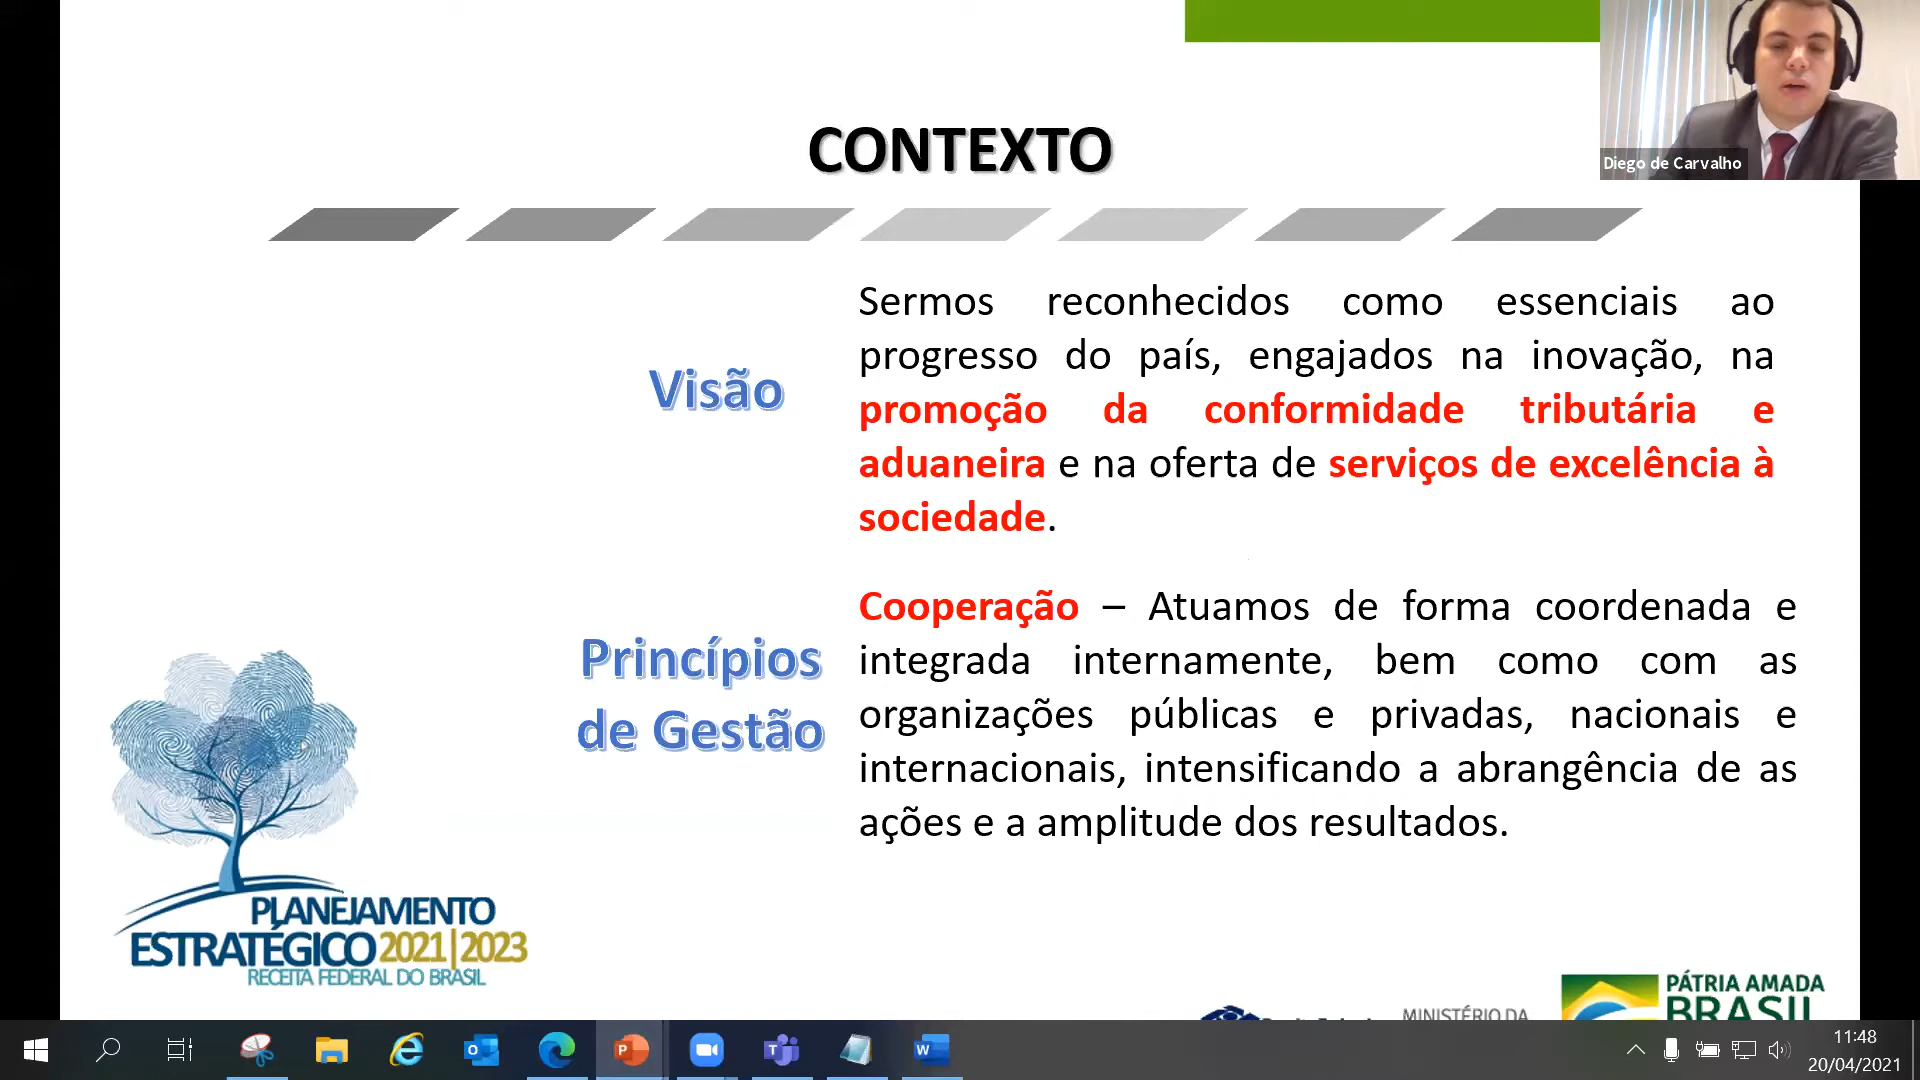 CONTEXTO
Diego de Carvalho
Visão
Sermos reconhecidos como essenciais ao
progresso do país, engajados na inovação, na
promoção da conformidade tributária e
aduaneira e na oferta de serviços de excelência à
sociedade.
Princípios
de Gestão
Cooperação – Atuamos de forma coordenada e
integrada internamente, bem como com as
organizações públicas e privadas, nacionais e
internacionais, intensificando a abrangência de as
ações e a amplitude dos resultados.
PLANEJAMENTO
ESTRATÉGICO 2021|2023
RECEITA FEDERAL DO BRASIL
MINISTÉRIO DA
PÁTRIA AMADA
BRASIL
11:48
20/04/2021